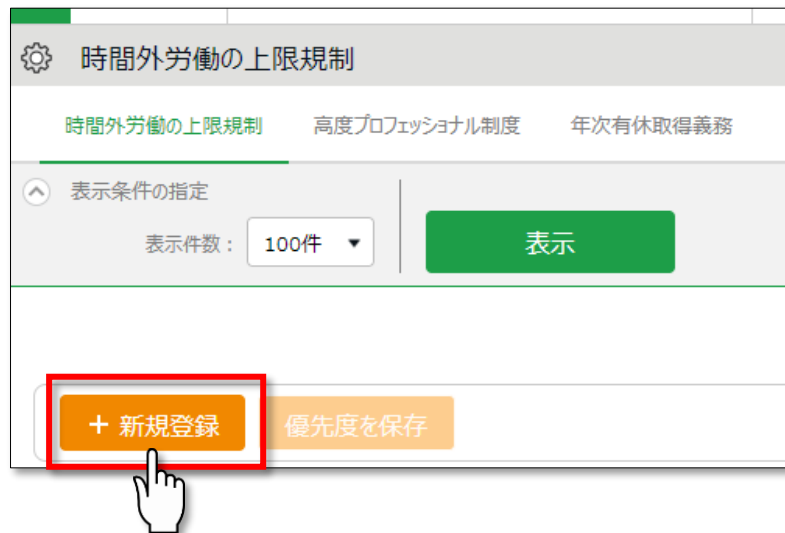 時間外労働の上限規制
時間外労働の上限規制 高度プロフェッショナル制度 年次有休取得義務
表示条件の指定
表示件数： 100件 表示
+ 新規登録 優先度を保存